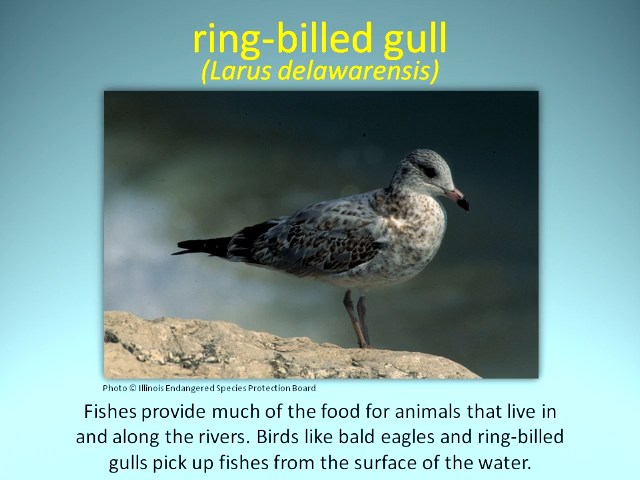 ring-billed gull
(Larus delawarensis)
Photo © Illinois Endangered Species Protection Board
Fishes provide much of the food for animals that live in
and along the rivers. Birds like bald eagles and ring-billed
gulls pick up fishes from the surface of the water.